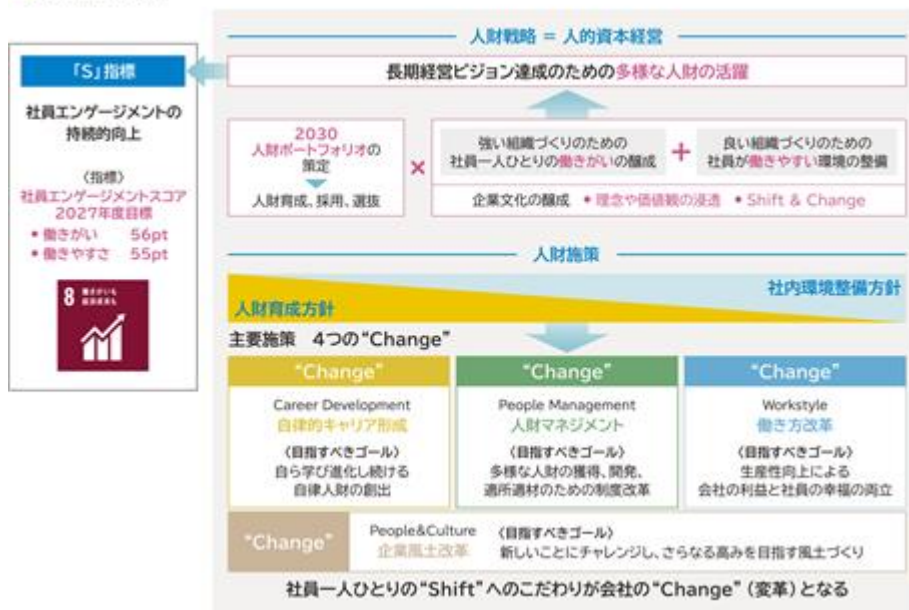 「S」指標
社員エンゲージメントの
持続的向上
〈指標〉
社員エンゲージメントスコア
2027年度目標
• 働きがい 56pt
• 働きやすさ 55pt
8 働きがいも
経済成長も
人財戦略 = 人的資本経営
長期経営ビジョン達成のための多様な人財の活躍
2030
人財ポートフォリオの
策定
人財育成、採用、選抜
×
強い組織づくりのための
社員一人ひとりの働きがいの醸成
+
良い組織づくりのための
社員が働きやすい環境の整備
企業文化の醸成 • 理念や価値観の浸透 • Shift & Change
人財施策
社内環境整備方針
人財育成方針
主要施策 4つの“Change”
“Change”
Career Development
自律的キャリア形成
〈目指すべきゴール〉
自ら学び進化し続ける
自律人財の創出
“Change”
People Management
人財マネジメント
〈目指すべきゴール〉
多様な人財の獲得、開発、
適所適材のための制度改革
“Change”
Workstyle
働き方改革
〈目指すべきゴール〉
生産性向上による
会社の利益と社員の幸福の両立
“Change”
People&Culture
企業風土改革
〈目指すべきゴール〉
新しいことにチャレンジし、さらなる高みを目指す風土づくり
社員一人ひとりの“Shift”へのこだわりが会社の“Change”（変革）となる